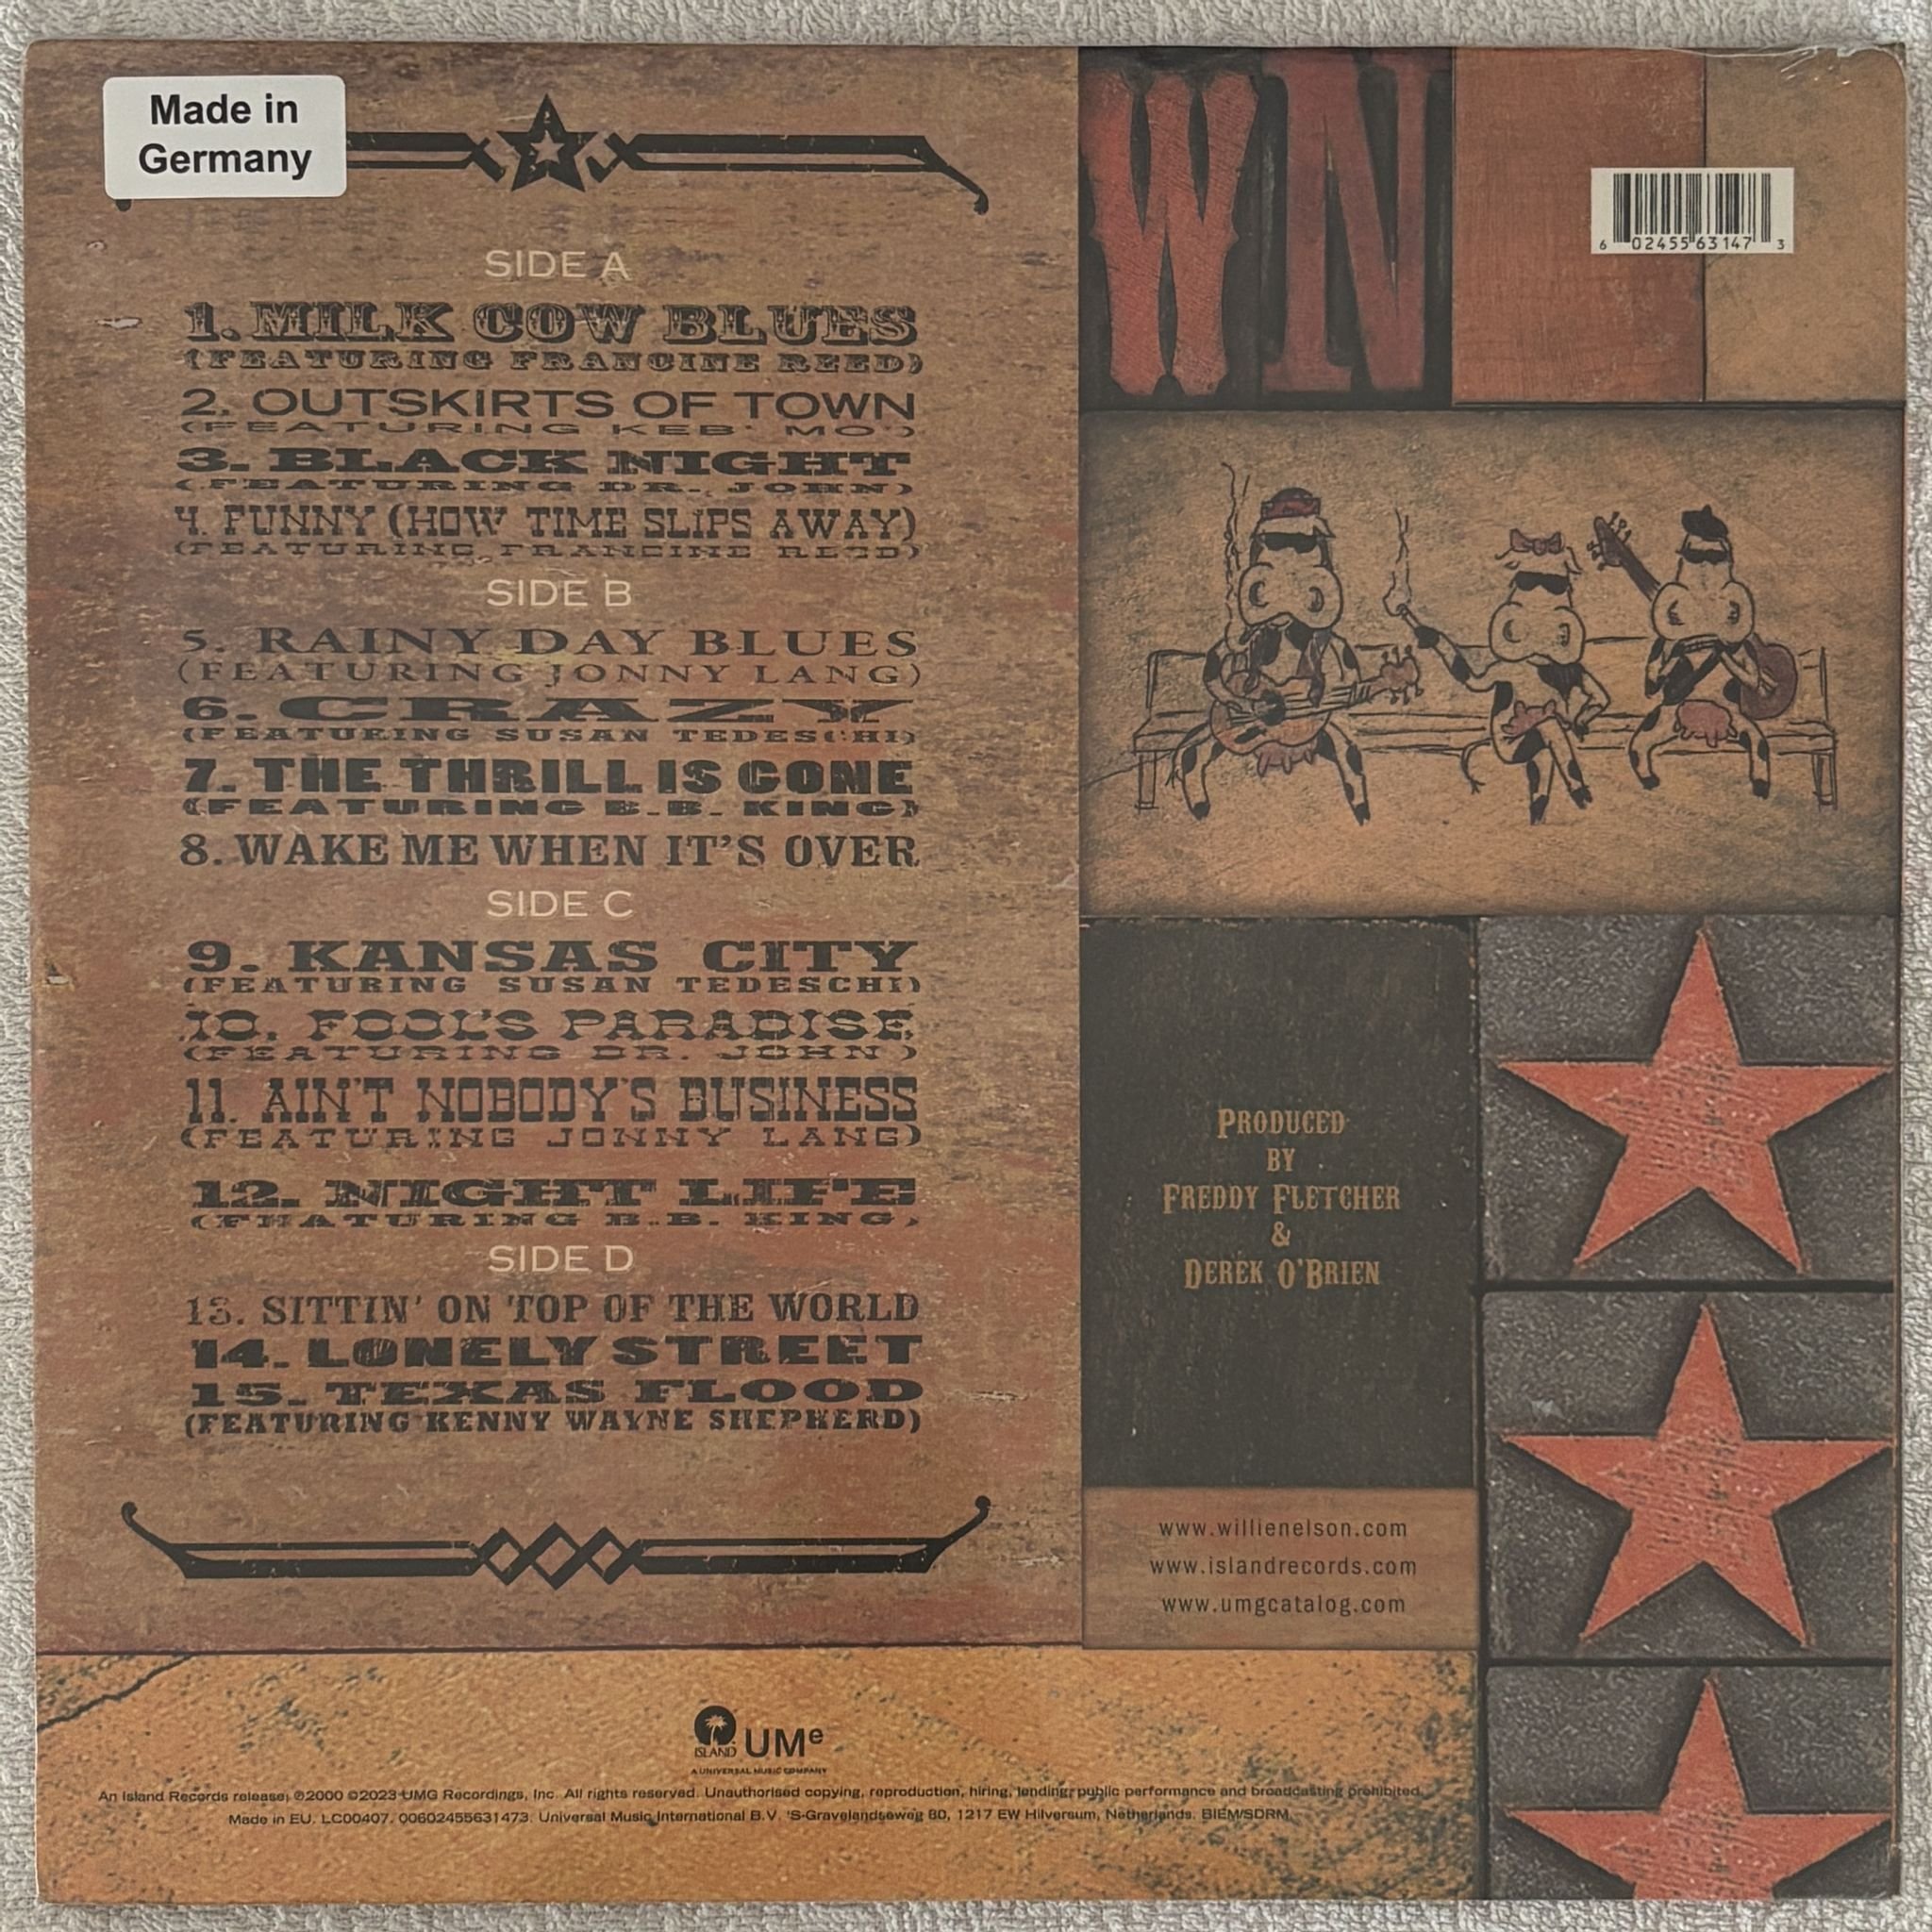 Made in
Germany
SIDE A
1. MILK COW BLUES
(FEATURING FRANCINE REED)
2. OUTSKIRTS OF TOWN
(FEATURING KEB' MO')
3. BLACK NIGHT
(FEATURING DR. JOHN)
4. FUNNY (HOW TIME SLIPS AWAY)
(FEATURING FRANCINE REED)
SIDE B
5. RAINY DAY BLUES
(FEATURING JONNY LANG)
6. CRAZY
(FEATURING SUSAN TEDESCHI)
7. THE THRILL IS GONE
(FEATURING B.B. KING)
8. WAKE ME WHEN IT'S OVER
SIDE C
9. KANSAS CITY
(FEATURING SUSAN TEDESCHI)
10. FOOL'S PARADISE
(FEATURING DR. JOHN)
11. AIN'T NOBODY'S BUSINESS
(FEATURING JONNY LANG)
12. NIGHT LIFE
(FEATURING B.B. KING)
SIDE D
13. SITTIN' ON TOP OF THE WORLD
14. LONELY STREET
15. TEXAS FLOOD
(FEATURING KENNY WAYNE SHEPHERD)
WN
6 02455 63147 3
PRODUCED
BY
FREDDY FLETCHER
&
DEREK O'BRIEN
www.willienelson.com
www.islandrecords.com
www.umgcatalog.com
ISLAND UMe
A UNIVERSAL MUSIC COMPANY
An Island Records release; ℗2000 ©2023 UMG Recordings, Inc. All rights reserved. Unauthorised copying, reproduction, hiring, lending, public performance and broadcasting prohibited.
Made in EU. LC00407. 00602455631473. Universal Music International B.V. 'S-Gravelandseweg 80, 1217 EW Hilversum, Netherlands. BIEM/SDRM.